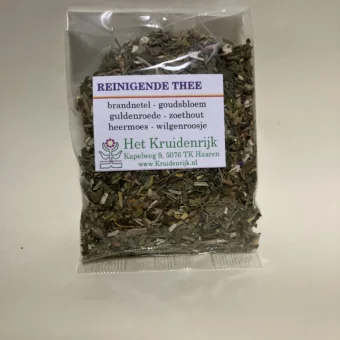 REINIGENDE THEE
brandnetel - goudsbloem
guldenroede - zoethout
heermoes - wilgenroosje
Het Kruidenrijk
Kapelweg 9, 5076 TK Haaren
www.Kruidenrijk.nl